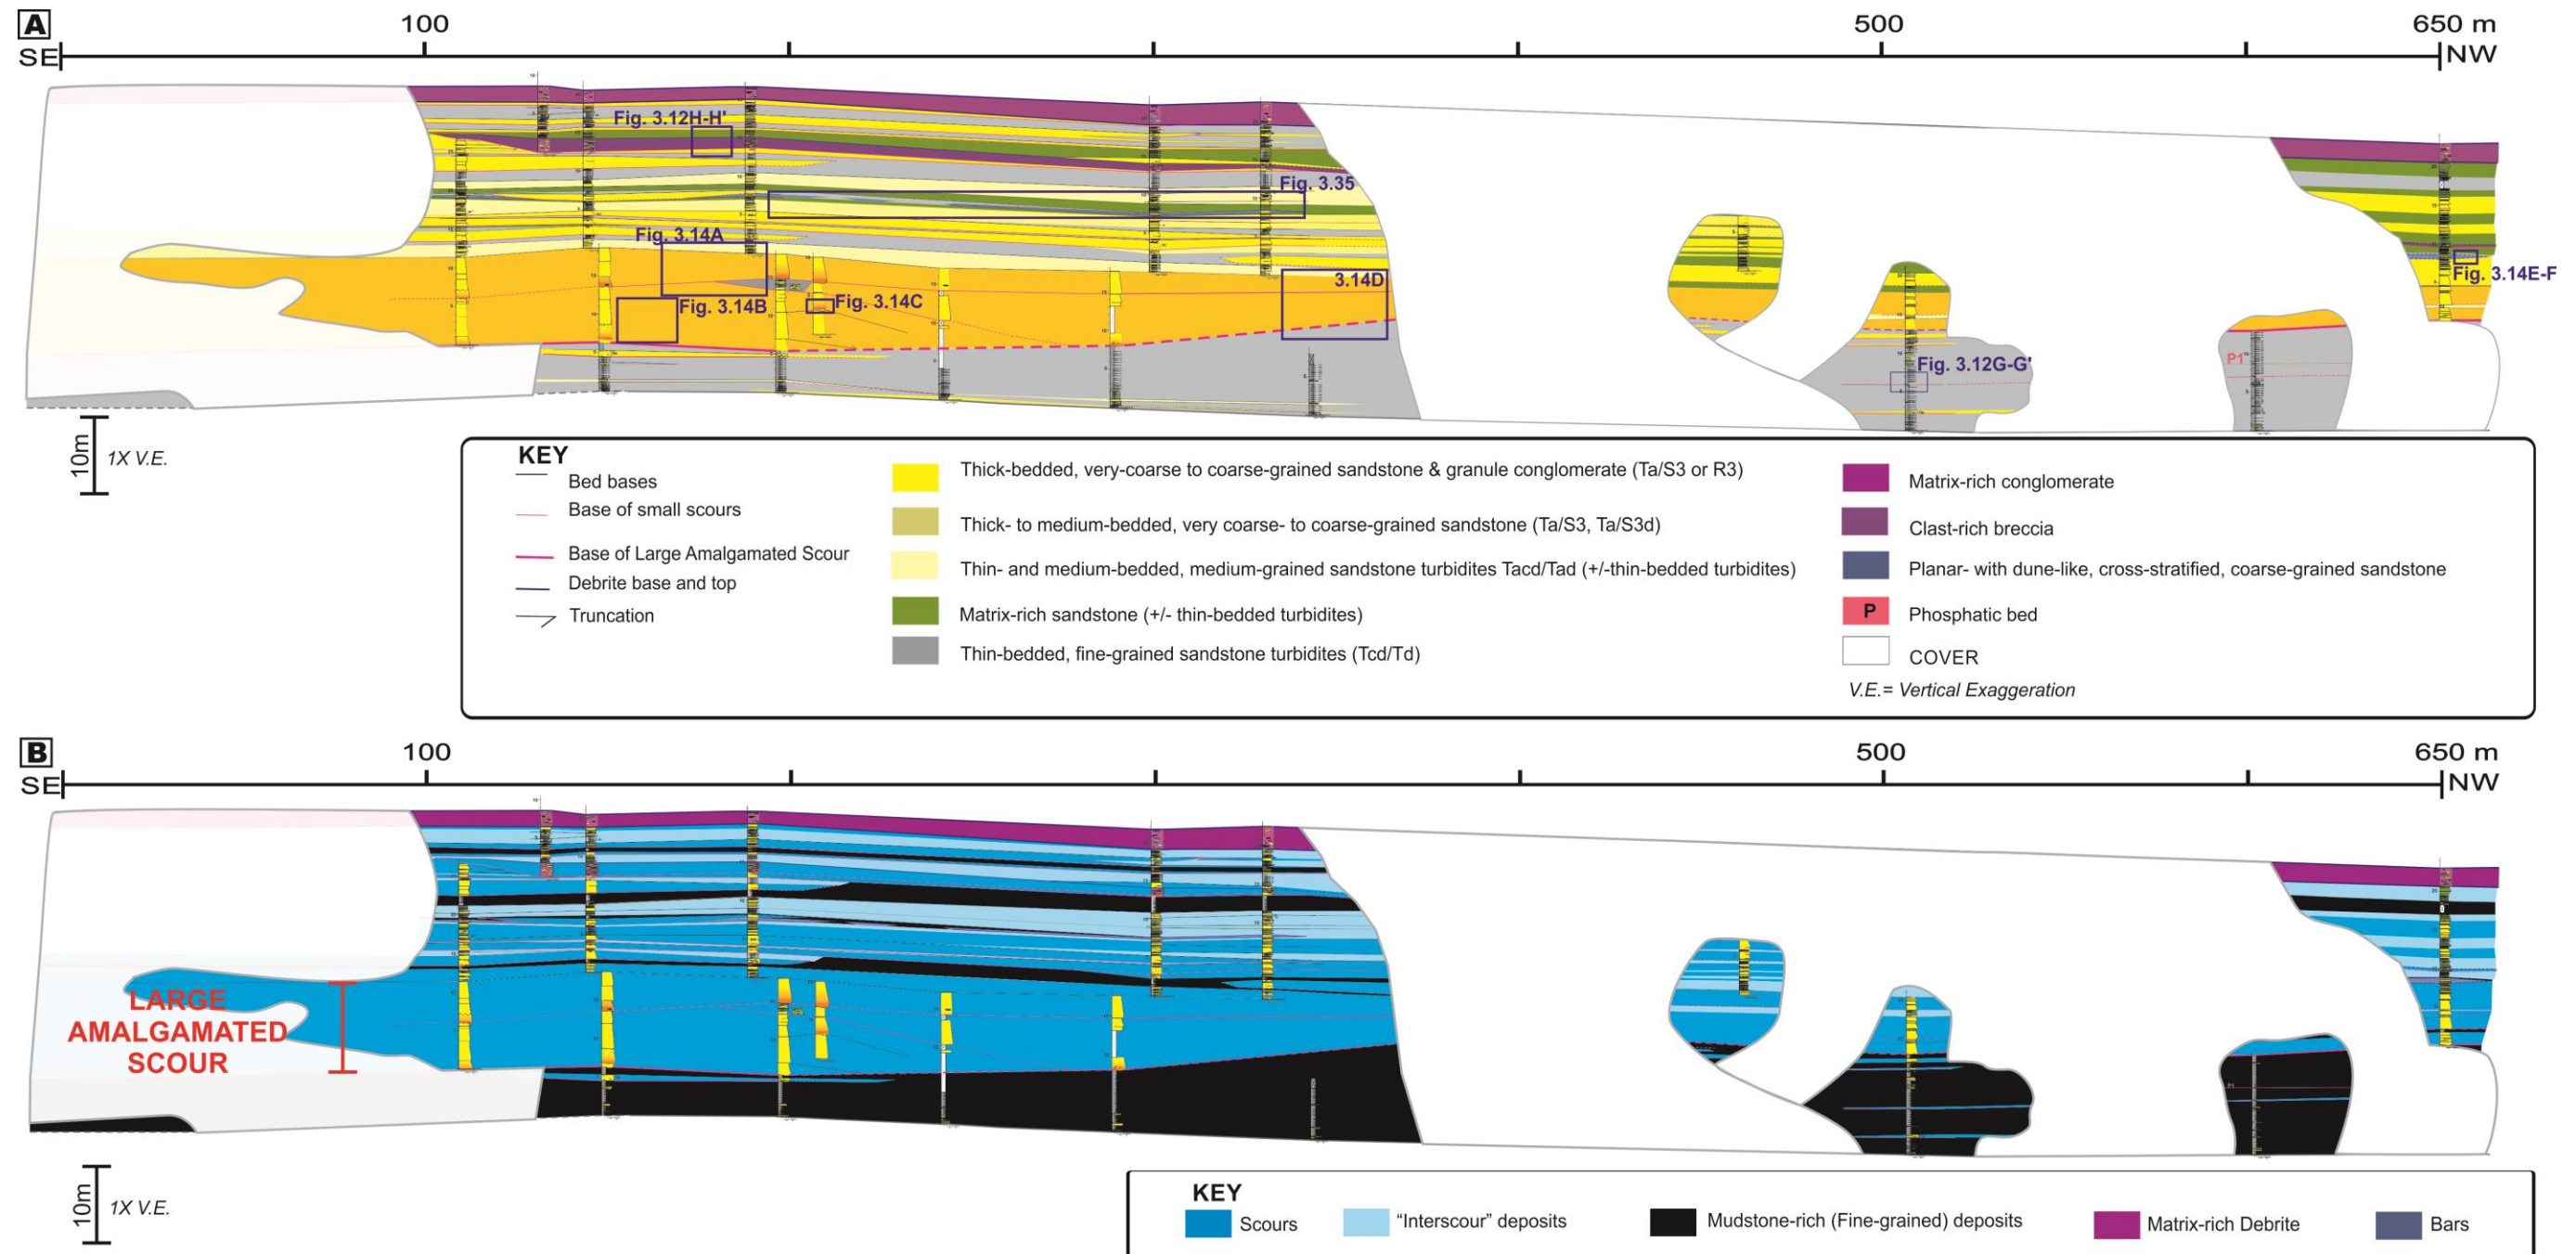 A
100 500 650 m
SE NW
Fig. 3.12H-H'
Fig. 3.35
Fig. 3.14A
Fig. 3.14B
Fig. 3.14C
3.14D
Fig. 3.14E-F
Fig. 3.12G-G'
P1
10m
1X V.E.
KEY
Bed bases
Base of small scours
Base of Large Amalgamated Scour
Debrite base and top
Truncation
Thick-bedded, very-coarse to coarse-grained sandstone & granule conglomerate (Ta/S3 or R3)
Thick- to medium-bedded, very coarse- to coarse-grained sandstone (Ta/S3, Ta/S3d)
Thin- and medium-bedded, medium-grained sandstone turbidites Tacd/Tad (+/-thin-bedded turbidites)
Matrix-rich sandstone (+/- thin-bedded turbidites)
Thin-bedded, fine-grained sandstone turbidites (Tcd/Td)
Matrix-rich conglomerate
Clast-rich breccia
Planar- with dune-like, cross-stratified, coarse-grained sandstone
P Phosphatic bed
COVER
V.E.= Vertical Exaggeration
B
100 500 650 m
SE NW
LARGE
AMALGAMATED
SCOUR
P1
10m
1X V.E.
KEY
Scours
“Interscour” deposits
Mudstone-rich (Fine-grained) deposits
Matrix-rich Debrite
Bars